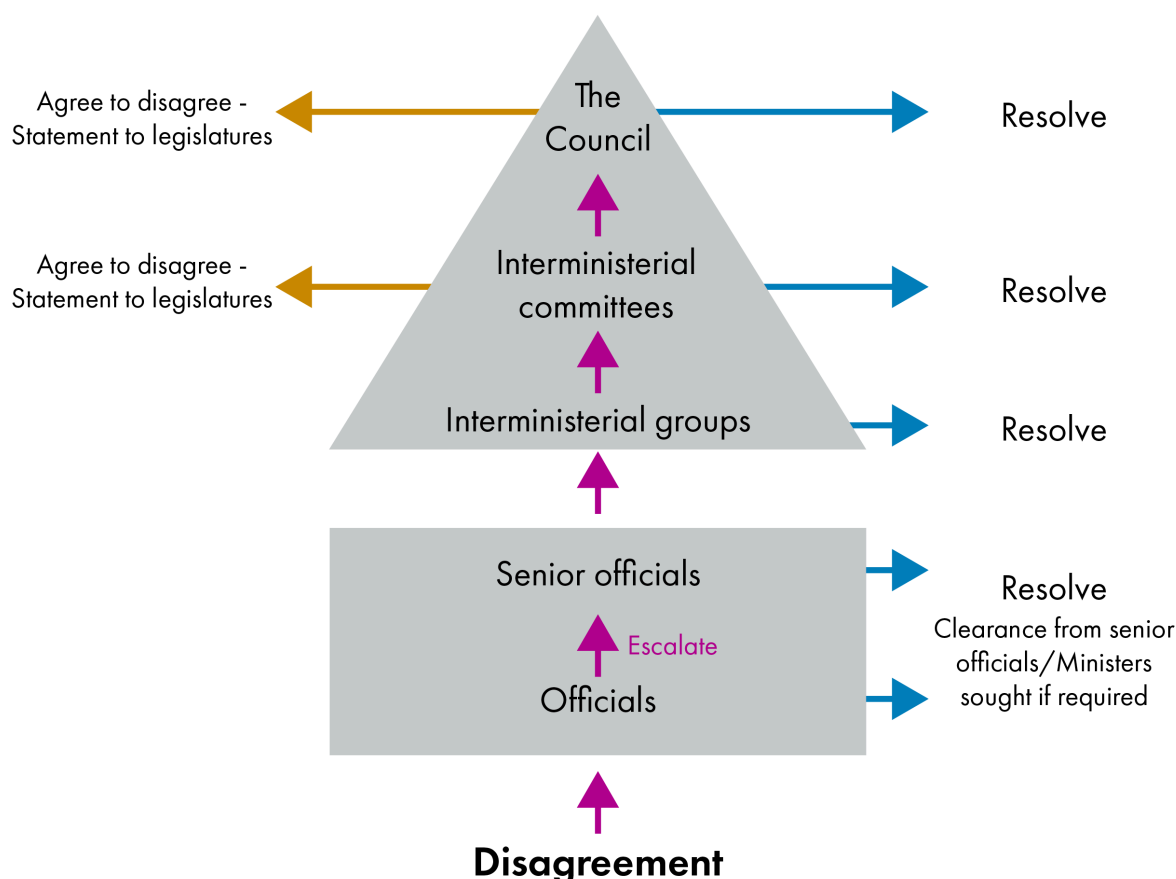 Agree to disagree -
Statement to legislatures
The
Council
Resolve
Agree to disagree -
Statement to legislatures
Interministerial
committees
Resolve
Interministerial groups
Resolve
Senior officials
Resolve
Clearance from senior
officials/Ministers
sought if required
Escalate
Officials
Disagreement